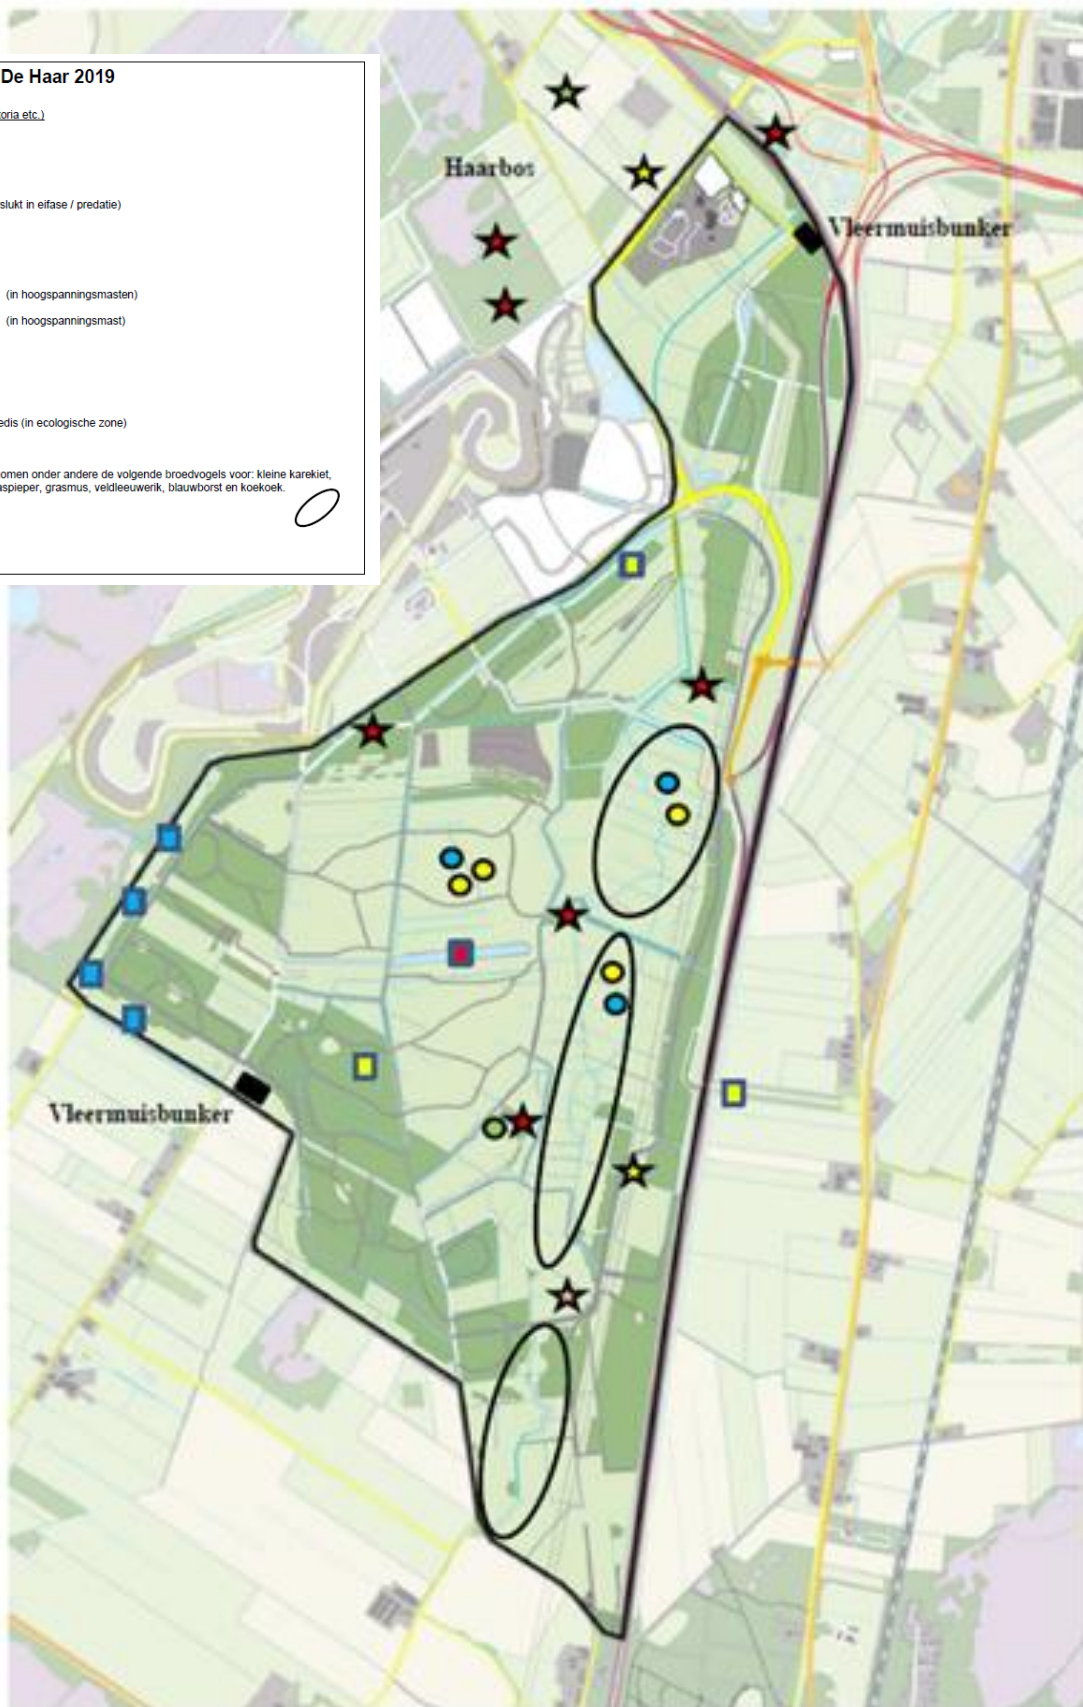 De Haar 2019
toria etc.)
slukt in eifase / predatie)
(in hoogspanningsmasten)
(in hoogspanningsmast)
edis (in ecologische zone)
omen onder andere de volgende broedvogels voor: kleine karekiet,
aspieper, grasmus, veldleeuwerik, blauwborst en koekoek.
Haarbos
Vleermuisbunker
Vleermuisbunker